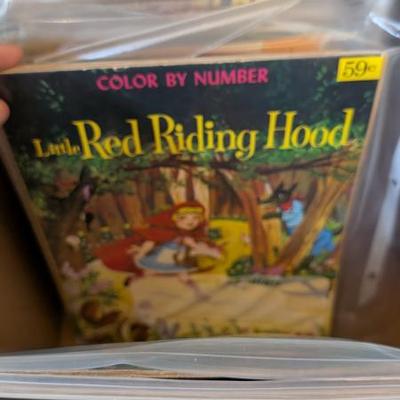 COLOR BY NUMBER
59¢
Little Red Riding Hood